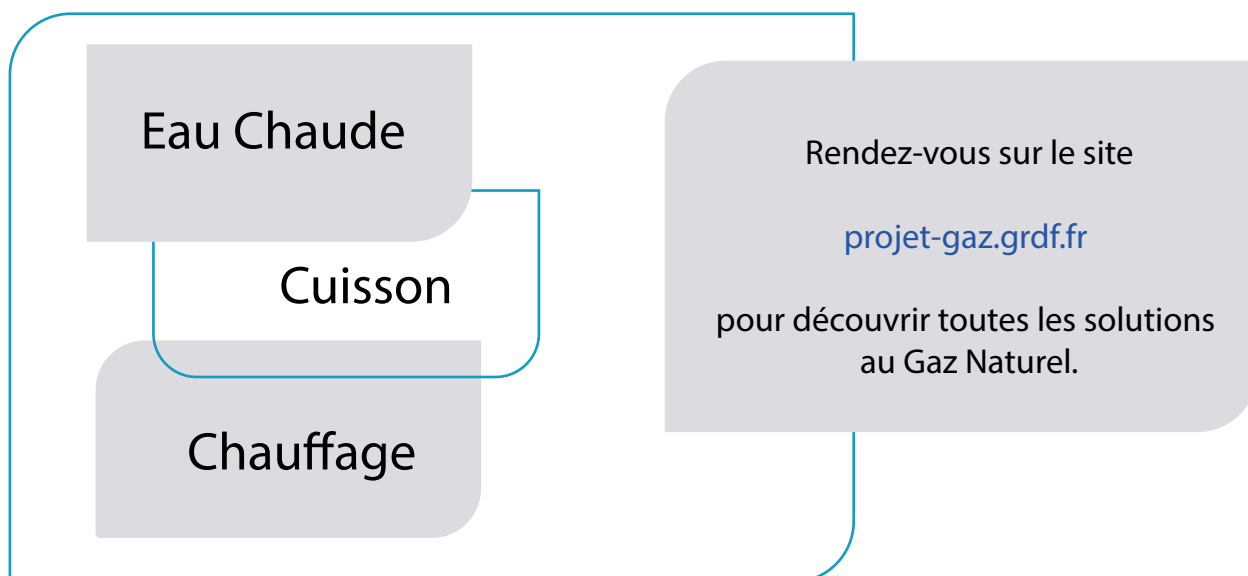 Eau Chaude
Cuisson
Chauffage
Rendez-vous sur le site
projet-gaz.grdf.fr
pour découvrir toutes les solutions
au Gaz Naturel.